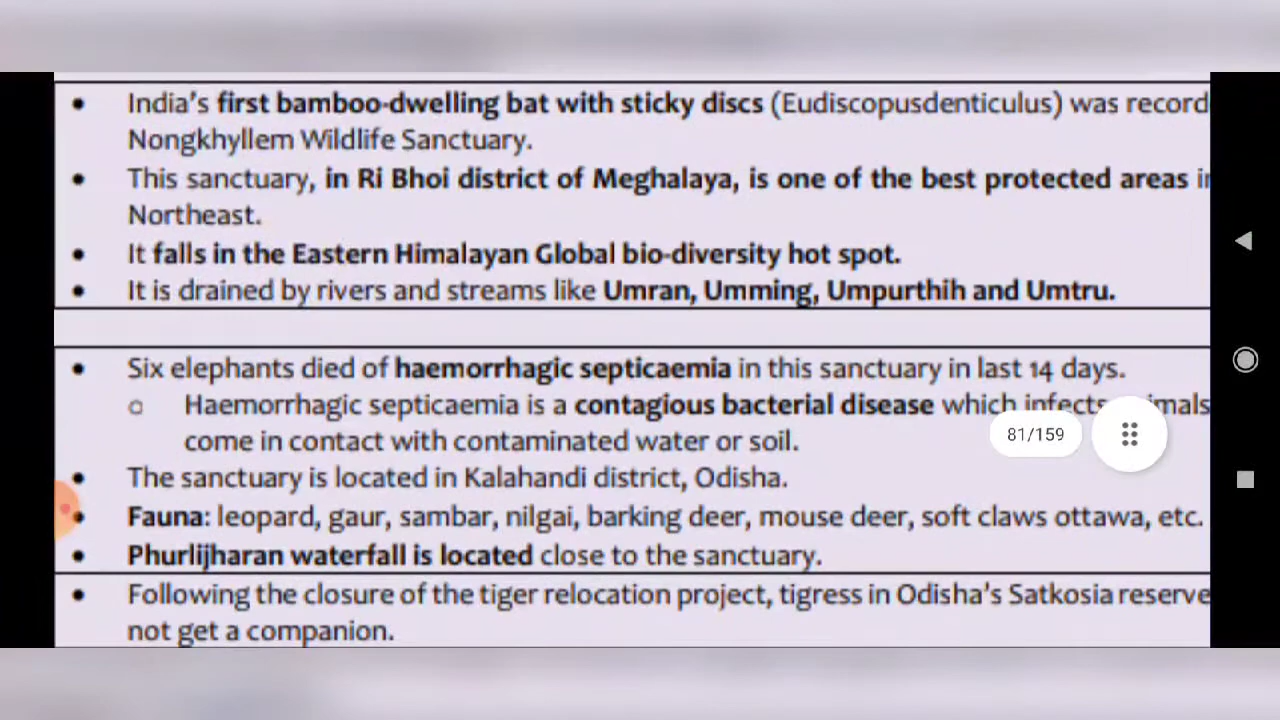 • India's first bamboo-dwelling bat with sticky discs (Eudiscopusdenticulus) was record
Nongkhyllem Wildlife Sanctuary.
• This sanctuary, in Ri Bhoi district of Meghalaya, is one of the best protected areas in
Northeast.
• It falls in the Eastern Himalayan Global bio-diversity hot spot.
• It is drained by rivers and streams like Umran, Umming, Umpurthih and Umtru.
• Six elephants died of haemorrhagic septicaemia in this sanctuary in last 14 days.
o Haemorrhagic septicaemia is a contagious bacterial disease which infects
come in contact with contaminated water or soil.
81/159
• The sanctuary is located in Kalahandi district, Odisha.
• Fauna: leopard, gaur, sambar, nilgai, barking deer, mouse deer, soft claws ottawa, etc.
• Phurlijharan waterfall is located close to the sanctuary.
• Following the closure of the tiger relocation project, tigress in Odisha's Satkosia reserve
not get a companion.